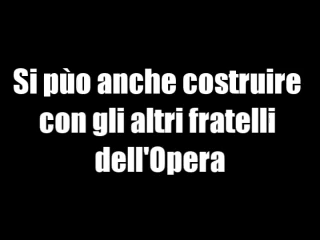 Si pùo anche costruire
con gli altri fratelli
dell'Opera